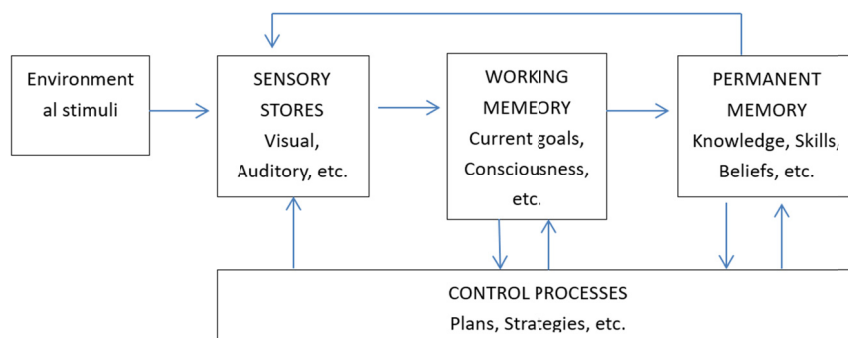 Environment
al stimuli
SENSORY
STORES
Visual,
Auditory, etc.
WORKING
MEMEORY
Current goals,
Consciousness,
etc.
PERMANENT
MEMORY
Knowledge, Skills,
Beliefs, etc.
CONTROL PROCESSES
Plans, Strategies, etc.